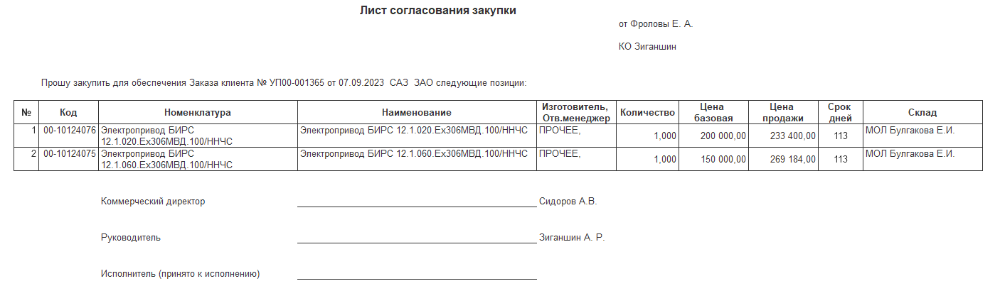 Лист согласования закупки
от Фроловы Е. А.
КО Зиганшин
Прошу закупить для обеспечения Заказа клиента № УП00-001365 от 07.09.2023  САЗ  ЗАО следующие позиции:
№ Код Номенклатура Наименование Изготовитель, Отв.менеджер Количество Цена базовая Цена продажи Срок дней Склад
1 00-10124076 Электропривод БИРС 12.1.020.Ех306МВД.100/ННЧС Электропривод БИРС 12.1.020.Ех306МВД.100/ННЧС ПРОЧЕЕ, 1,000 200 000,00 233 400,00 113 МОЛ Булгакова Е.И.
2 00-10124075 Электропривод БИРС 12.1.060.Ех306МВД.100/ННЧС Электропривод БИРС 12.1.060.Ех306МВД.100/ННЧС ПРОЧЕЕ, 1,000 150 000,00 269 184,00 113 МОЛ Булгакова Е.И.
Коммерческий директор Сидоров А.В.
Руководитель Зиганшин А. Р.
Исполнитель (принято к исполнению)